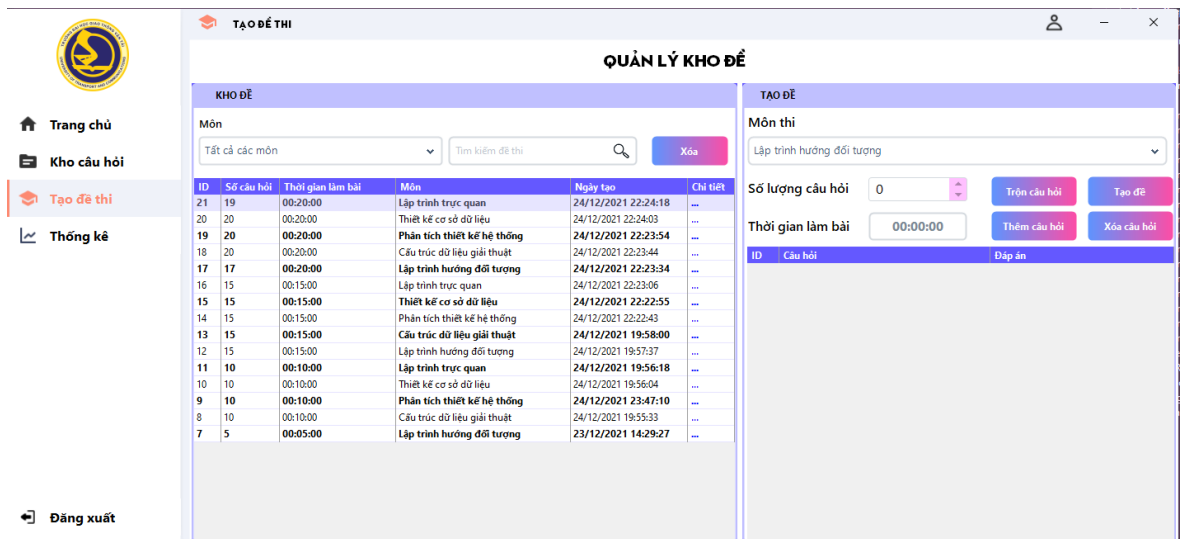 TẠO ĐỀ THI
QUẢN LÝ KHO ĐỀ
Trang chủ
Kho câu hỏi
Tạo đề thi
Thống kê
Đăng xuất
KHO ĐỀ
Môn
Tất cả các môn Tìm kiếm đề thi Xóa
ID Số câu hỏi Thời gian làm bài Môn Ngày tạo Chi tiết
21 19 00:20:00 Lập trình trực quan 24/12/2021 22:24:18 ...
20 20 00:20:00 Thiết kế cơ sở dữ liệu 24/12/2021 22:24:03 ...
19 20 00:20:00 Phân tích thiết kế hệ thống 24/12/2021 22:23:54 ...
18 20 00:20:00 Cấu trúc dữ liệu giải thuật 24/12/2021 22:23:44 ...
17 17 00:20:00 Lập trình hướng đối tượng 24/12/2021 22:23:34 ...
16 15 00:15:00 Lập trình trực quan 24/12/2021 22:23:06 ...
15 15 00:15:00 Thiết kế cơ sở dữ liệu 24/12/2021 22:22:55 ...
14 15 00:15:00 Phân tích thiết kế hệ thống 24/12/2021 22:22:43 ...
13 15 00:15:00 Cấu trúc dữ liệu giải thuật 24/12/2021 19:58:00 ...
12 15 00:15:00 Lập trình hướng đối tượng 24/12/2021 19:57:37 ...
11 10 00:10:00 Lập trình trực quan 24/12/2021 19:56:18 ...
10 10 00:10:00 Thiết kế cơ sở dữ liệu 24/12/2021 19:56:04 ...
9 10 00:10:00 Phân tích thiết kế hệ thống 24/12/2021 23:47:10 ...
8 10 00:10:00 Cấu trúc dữ liệu giải thuật 24/12/2021 19:55:33 ...
7 5 00:05:00 Lập trình hướng đối tượng 23/12/2021 14:29:27 ...
TẠO ĐỀ
Môn thi
Lập trình hướng đối tượng
Số lượng câu hỏi 0 Trộn câu hỏi Tạo đề
Thời gian làm bài 00:00:00 Thêm câu hỏi Xóa câu hỏi
ID Câu hỏi Đáp án